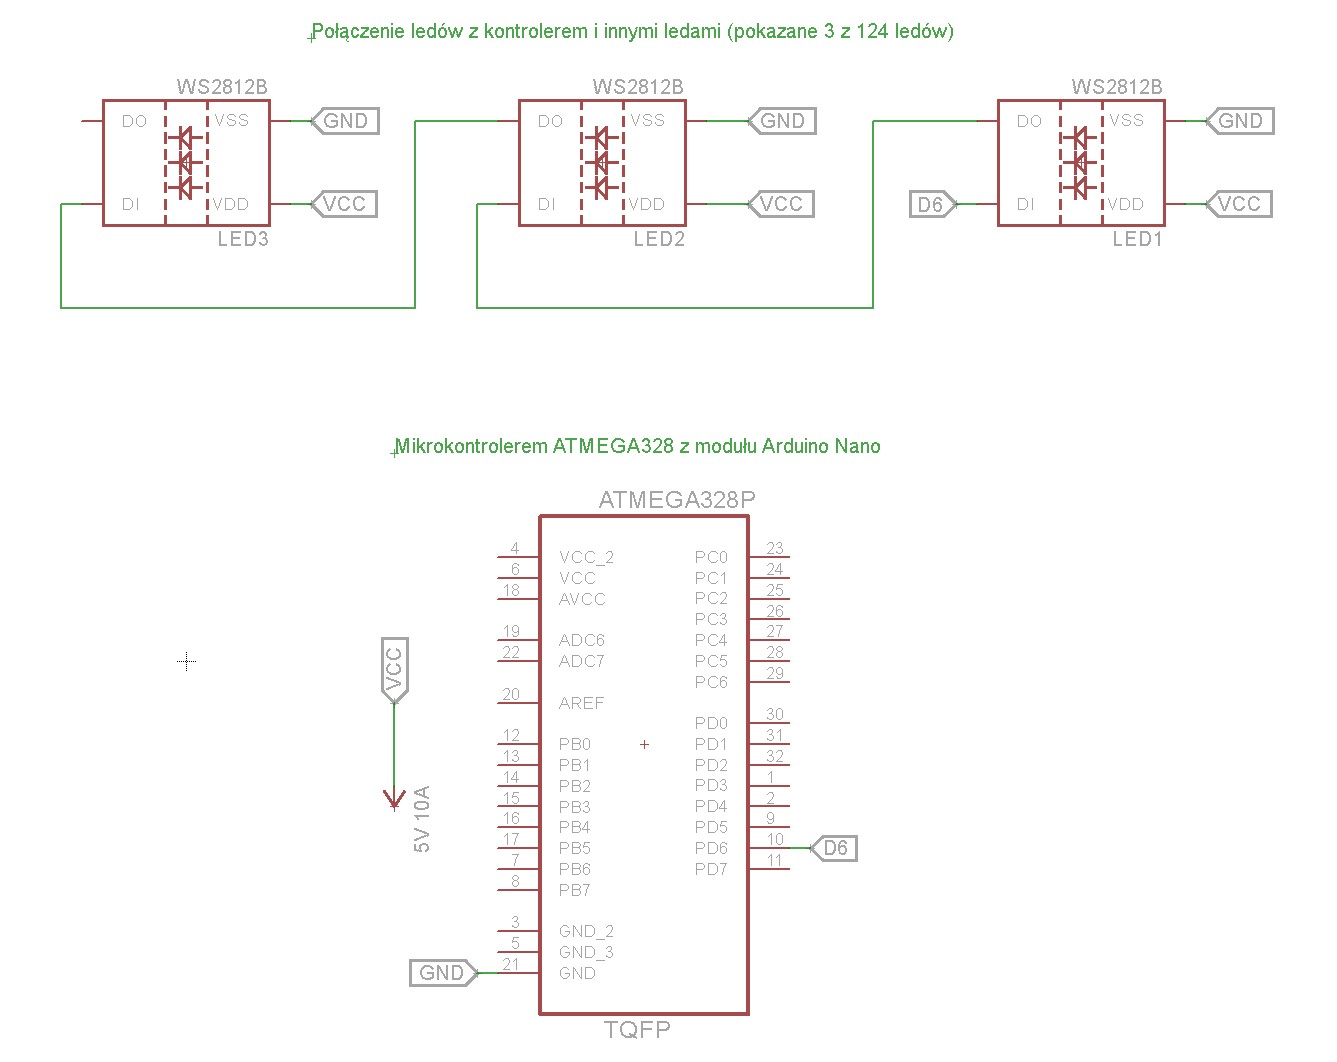 Połączenie ledów z kontrolerem i innymi ledami (pokazane 3 z 124 ledów)
WS2812B
DO
VSS
GND
DI
VDD
VCC
LED3
WS2812B
DO
VSS
GND
DI
VDD
VCC
LED2
WS2812B
DO
VSS
GND
D6
DI
VDD
VCC
LED1
Mikrokontrolerem ATMEGA328 z modułu Arduino Nano
ATMEGA328P
4 VCC_2
6 VCC
18 AVCC
19 ADC6
22 ADC7
20 AREF
12 PB0
13 PB1
14 PB2
15 PB3
16 PB4
17 PB5
7 PB6
8 PB7
3 GND_2
5 GND_3
GND 21 GND
PC0 23
PC1 24
PC2 25
PC3 26
PC4 27
PC5 28
PC6 29
PD0 30
PD1 31
PD2 32
PD3 1
PD4 2
PD5 9
PD6 10 D6
PD7 11
VCC
5V 10A
TQFP